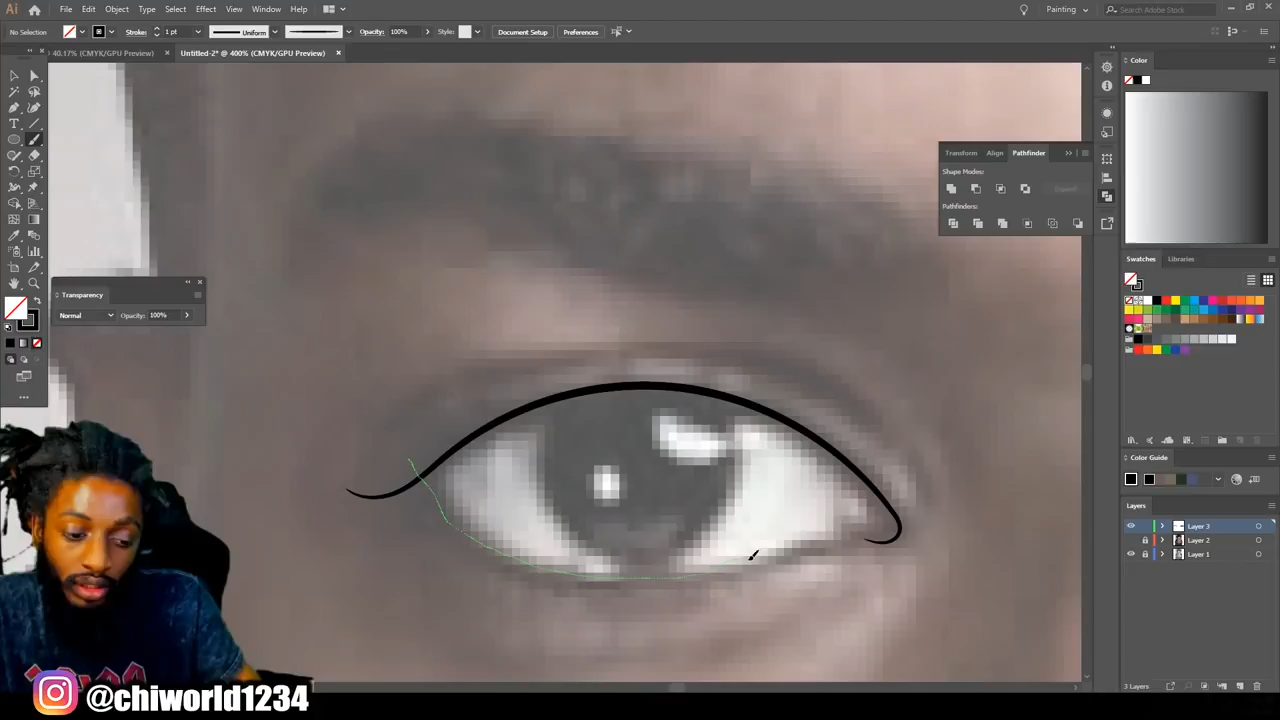 Ai File Edit Object Type Select Effect View Window Help Painting Search Adobe Stock
No Selection Stroke: 1 pt Uniform Opacity: 100% Style: Document Setup Preferences
40.17% (CMYK/GPU Preview) × Untitled-2* @ 400% (CMYK/GPU Preview) ×
Color
Transform Align Pathfinder
Shape Modes:
Expand
Pathfinders:
Swatches Libraries
Transparency
Normal Opacity: 100%
Color Guide
Layers
Layer 3
Layer 2
Layer 1
3 Layers
@chiworld1234